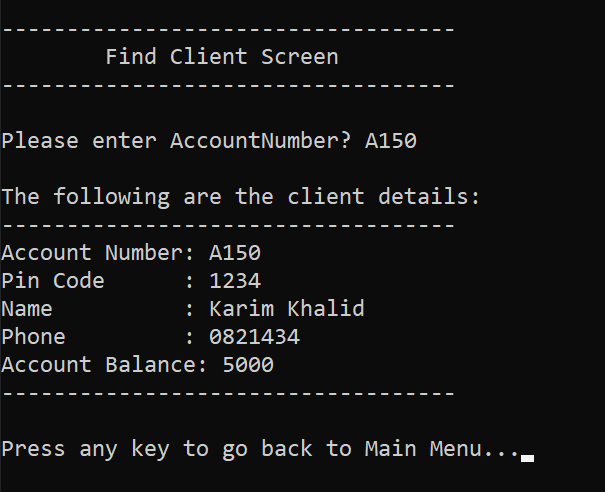 -----------------------------------
        Find Client Screen
-----------------------------------
Please enter AccountNumber? A150
The following are the client details:
-----------------------------------
Account Number: A150
Pin Code      : 1234
Name          : Karim Khalid
Phone         : 0821434
Account Balance: 5000
-----------------------------------
Press any key to go back to Main Menu...